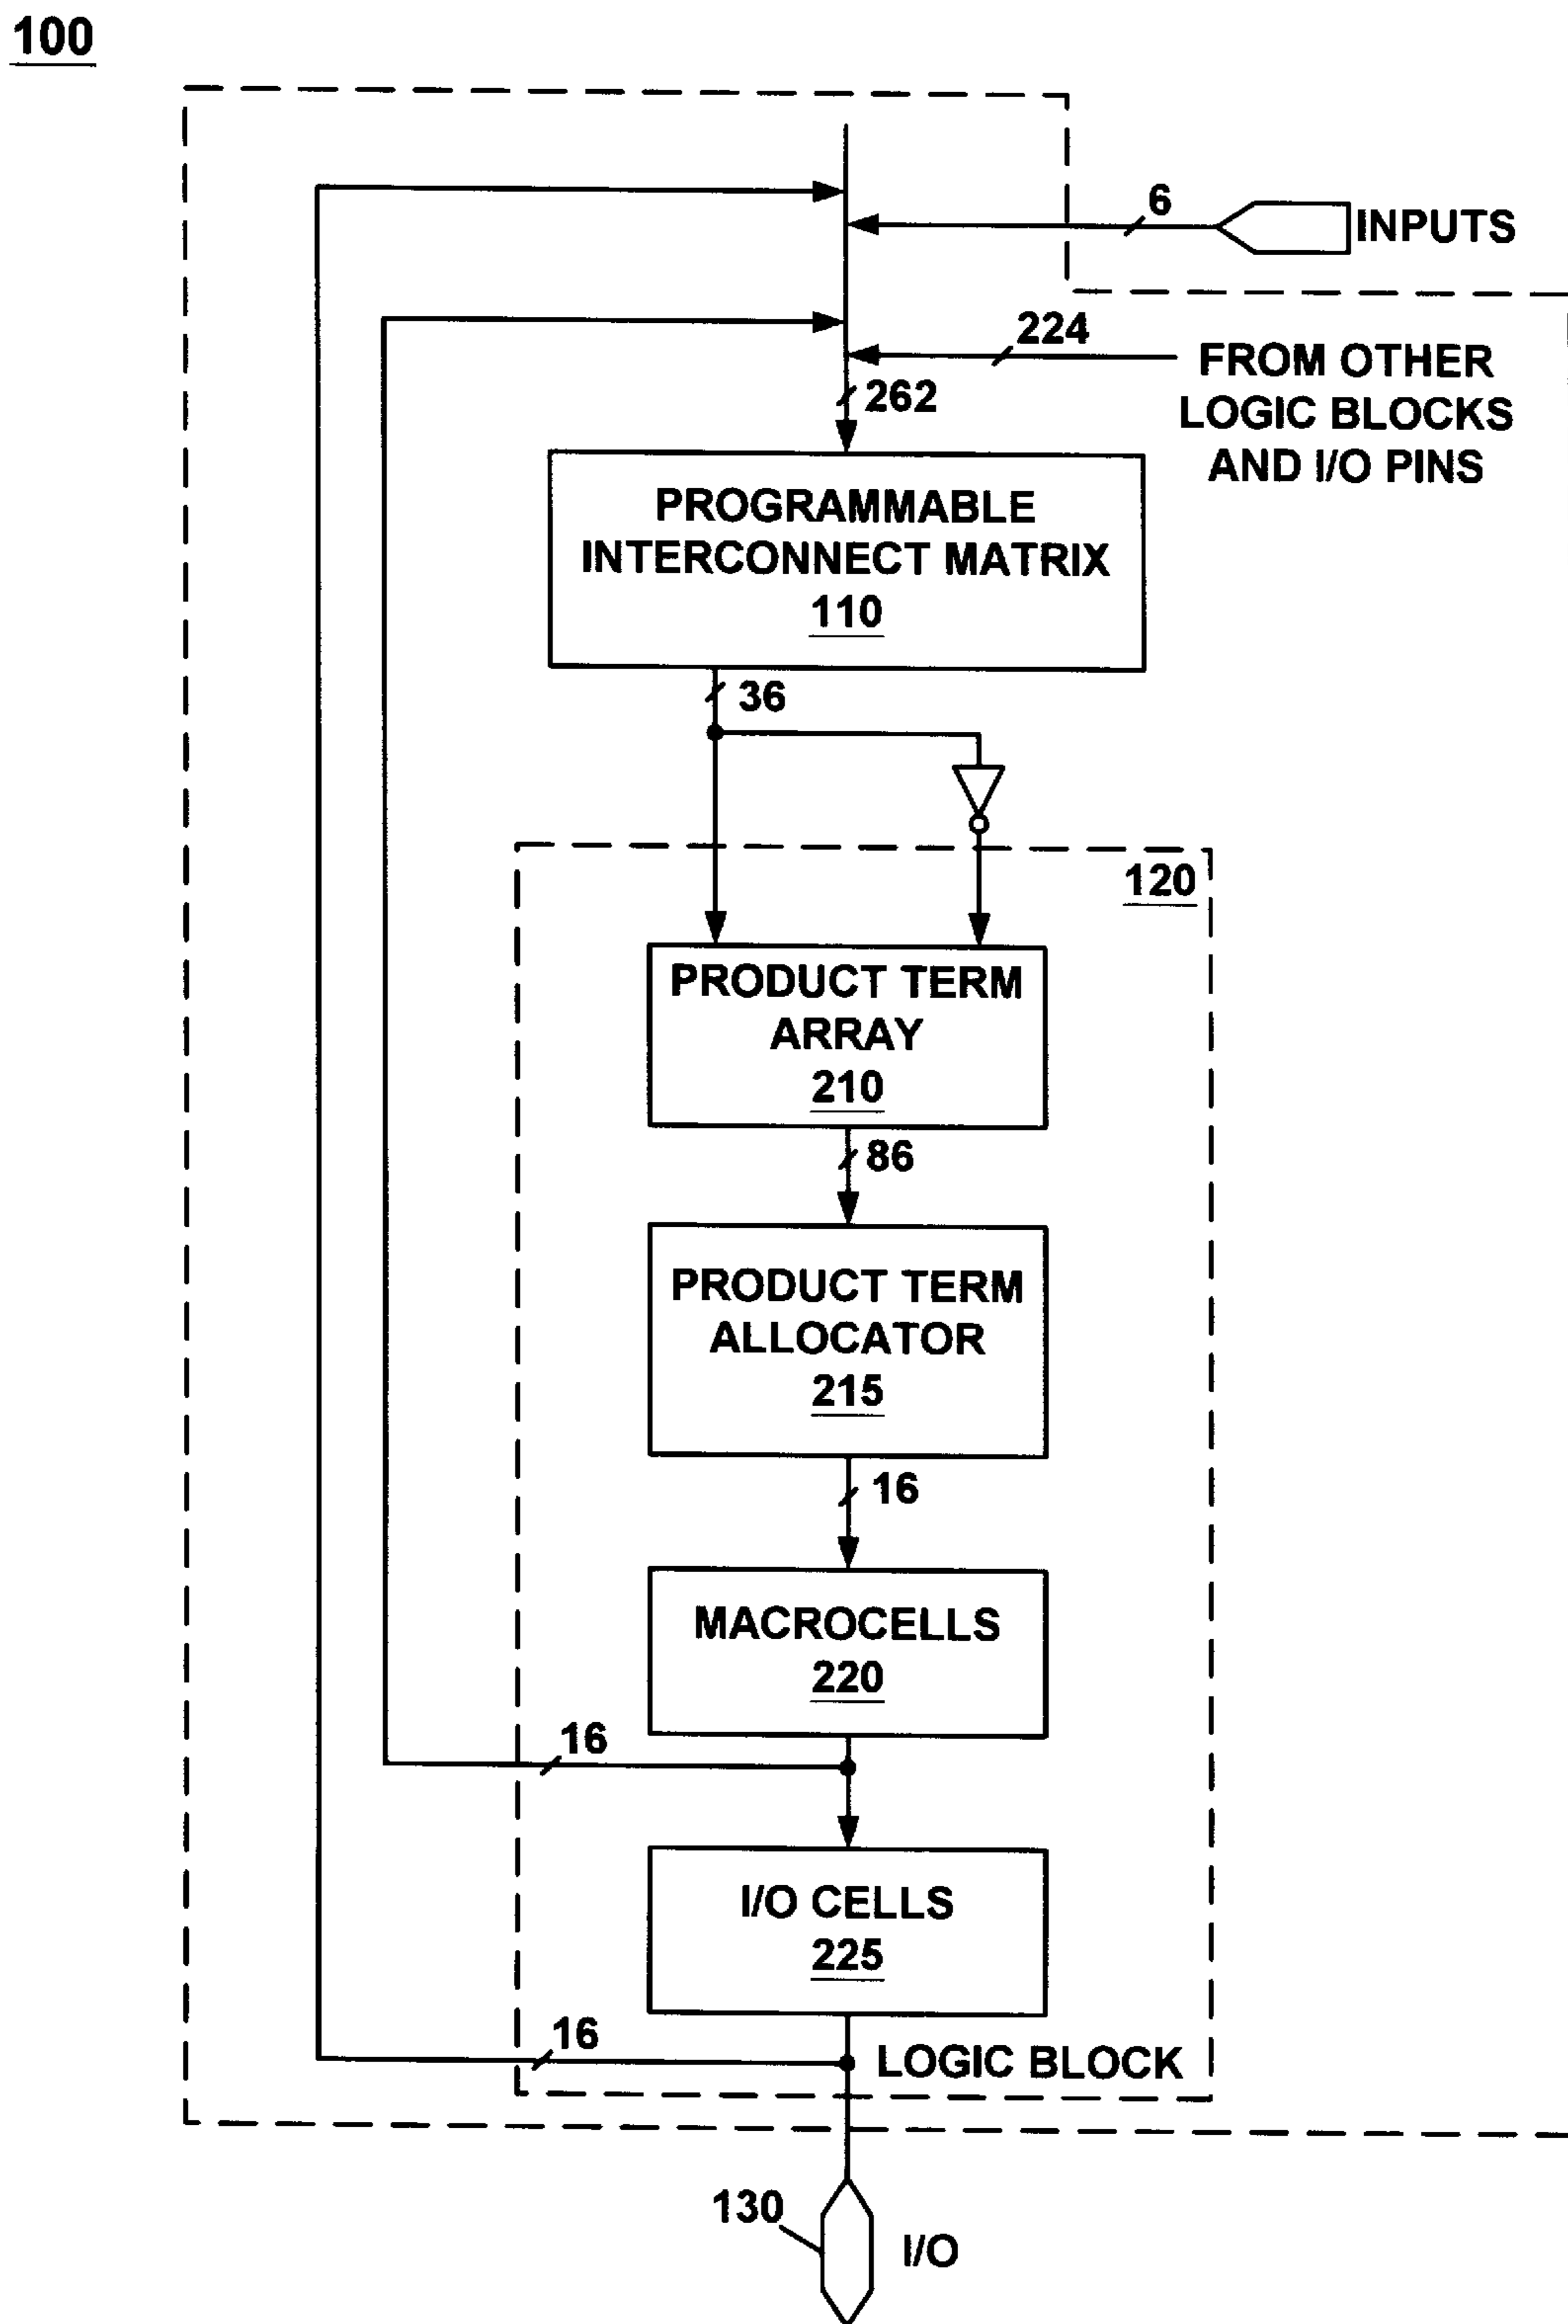 100
6
INPUTS
224
FROM OTHER
LOGIC BLOCKS
AND I/O PINS
262
PROGRAMMABLE
INTERCONNECT MATRIX
110
36
120
PRODUCT TERM
ARRAY
210
86
PRODUCT TERM
ALLOCATOR
215
16
MACROCELLS
220
16
I/O CELLS
225
16
LOGIC BLOCK
130
I/O